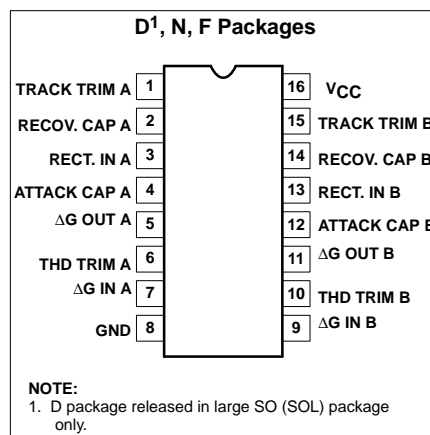 D1, N, F Packages
TRACK TRIM A 1 16 VCC
RECOV. CAP A 2 15 TRACK TRIM B
RECT. IN A 3 14 RECOV. CAP B
ATTACK CAP A 4 13 RECT. IN B
ΔG OUT A 5 12 ATTACK CAP B
THD TRIM A 6 11 ΔG OUT B
ΔG IN A 7 10 THD TRIM B
GND 8 9 ΔG IN B
NOTE:
1. D package released in large SO (SOL) package
only.